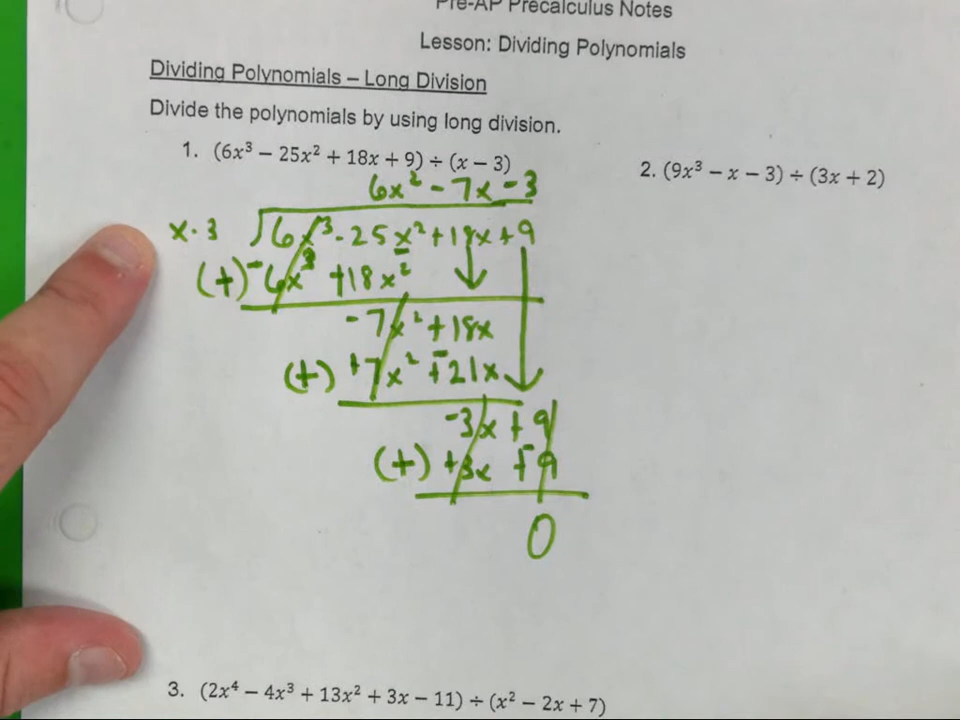 Pre-AP Precalculus Notes
Lesson: Dividing Polynomials
Dividing Polynomials – Long Division
Divide the polynomials by using long division.
1. (6x³ − 25x² + 18x + 9) ÷ (x − 3)
2. (9x³ − x − 3) ÷ (3x + 2)
6x² - 7x - 3
x - 3 ) 6x³ - 25x² + 18x + 9
(+) -6x³ + 18x²
-7x² + 18x
(+) +7x² - 21x
-3x + 9
(+) +3x - 9
0
3. (2x⁴ − 4x³ + 13x² + 3x − 11) ÷ (x² − 2x + 7)